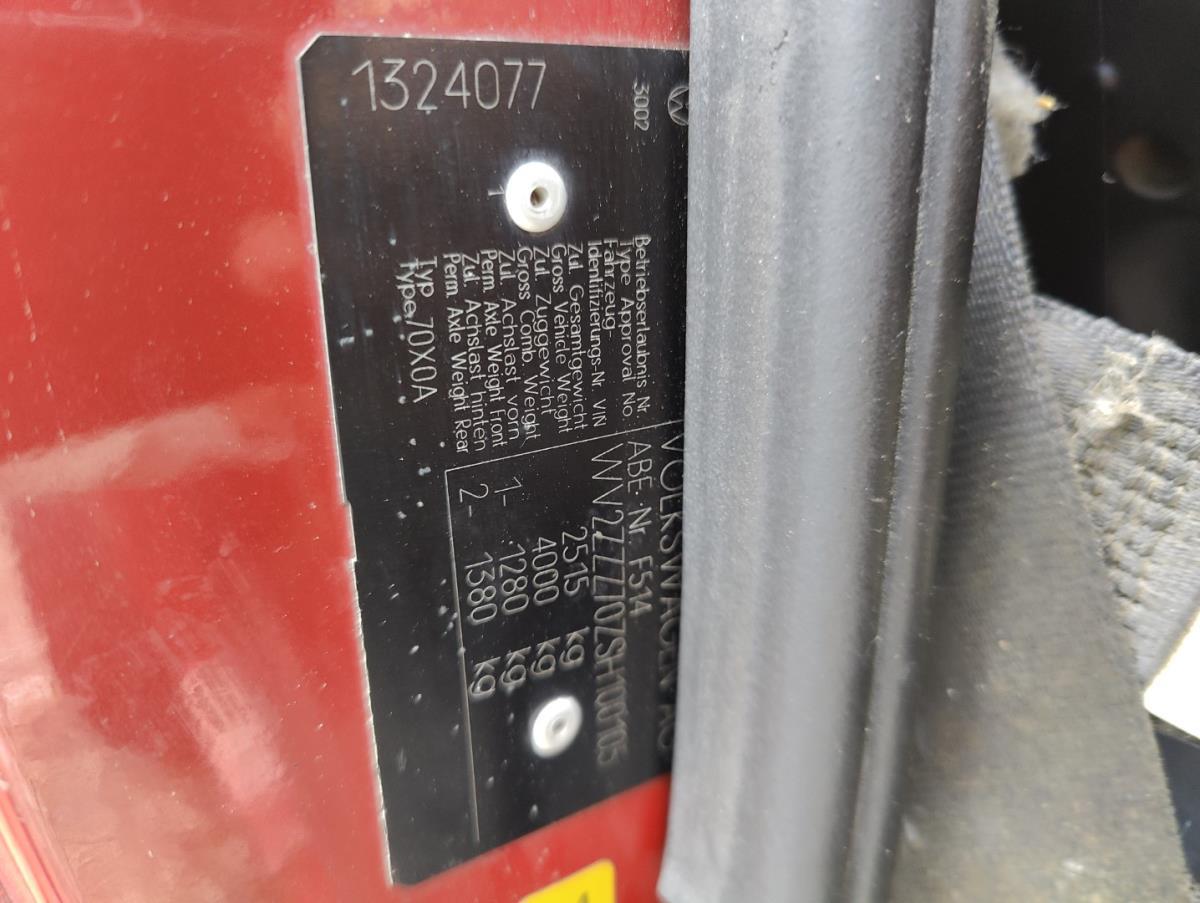 1324077
3002
VOLKSWAGEN AG
Betriebserlaubnis Nr.
Type Approval No. ABE-Nr. F514
Fahrzeug-
Identifizierungs-Nr. VIN WV2ZZZ70ZSH100105
Zul. Gesamtgewicht
Gross Vehicle Weight 2515 kg
Zul. Zuggewicht
Gross Comb. Weight 4000 kg
Zul. Achslast vorn
Perm. Axle Weight Front 1- 1280 kg
Zul. Achslast hinten
Perm. Axle Weight Rear 2- 1380 kg
Typ
Type 70X0A